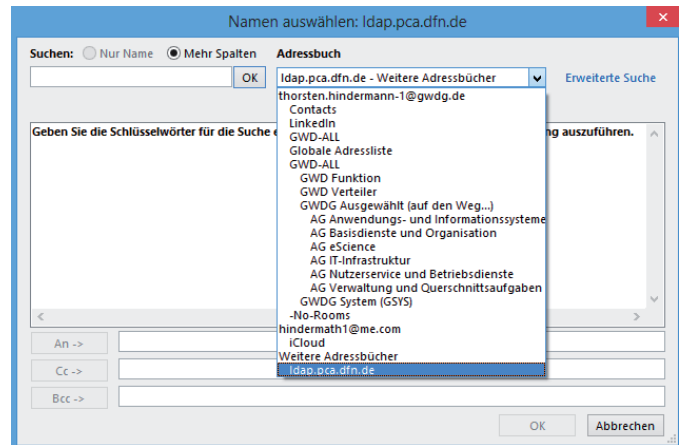 Namen auswählen: ldap.pca.dfn.de
Suchen: Nur Name Mehr Spalten Adressbuch
OK ldap.pca.dfn.de - Weitere Adressbücher Erweiterte Suche
thorsten.hindermann-1@gwdg.de
Contacts
LinkedIn
Geben Sie die Schlüsselwörter für die Suche GWD-ALL ng auszuführen.
Globale Adressliste
GWD-ALL
GWD Funktion
GWD Verteiler
GWDG Ausgewählt (auf den Weg...)
AG Anwendungs- und Informationssysteme
AG Basisdienste und Organisation
AG eScience
AG IT-Infrastruktur
AG Nutzerservice und Betriebsdienste
AG Verwaltung und Querschnittsaufgaben
GWDG System (GSYS)
-No-Rooms
hindermath1@me.com
An -> iCloud
Weitere Adressbücher
Cc -> ldap.pca.dfn.de
Bcc ->
OK Abbrechen